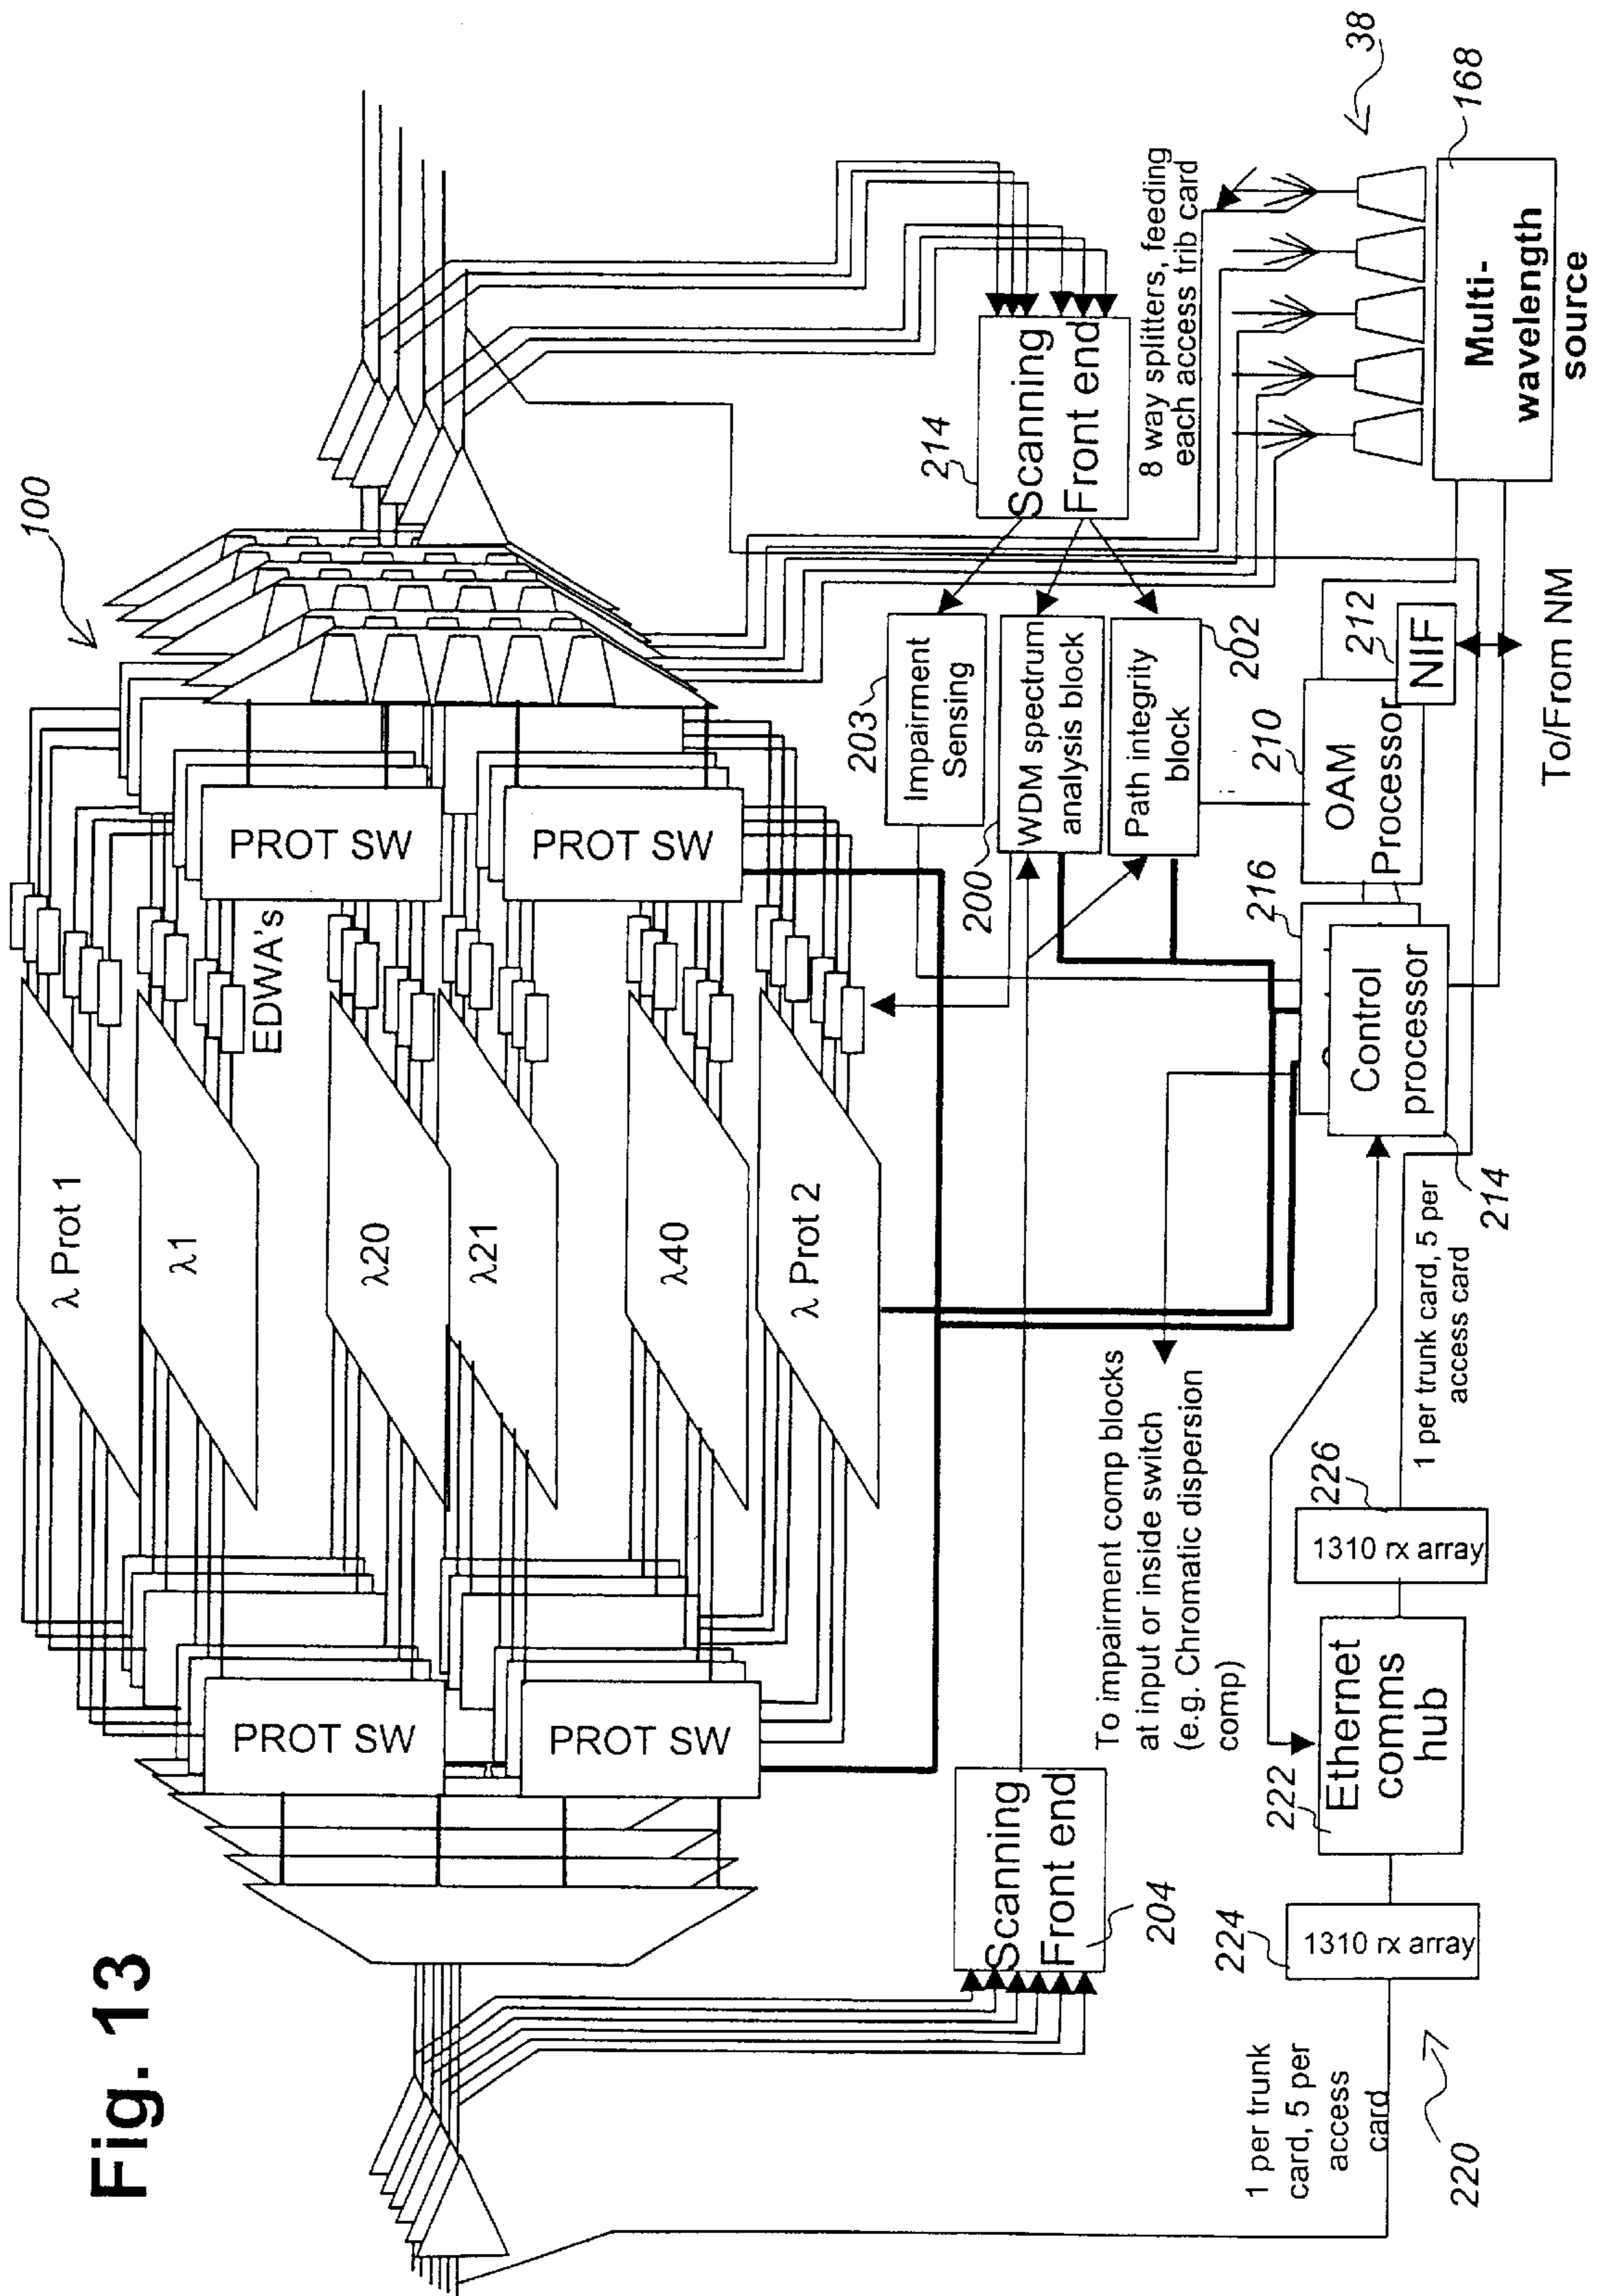 Fig. 13
100
λ Prot 1
λ1
λ20
λ21
λ40
λ Prot 2
EDWA's
PROT SW
PROT SW
PROT SW
PROT SW
Scanning
Front end
204
Scanning
Front end
214
203
Impairment
Sensing
200
WDM spectrum
analysis block
Path integrity
block
202
8 way spliters, feeding
each access trib card
38
168
Multi-
wavelength
source
To impairment comp blocks
at input or inside switch
(e.g. Chromatic dispersion
comp)
216
Control
processor
214
210
OAM
Processor
212
NIF
To/From NM
1 per trunk
card, 5 per
access
card
220
224
1310 rx array
222
Ethernet
comms
hub
226
1310 rx array
1 per trunk card, 5 per
access card